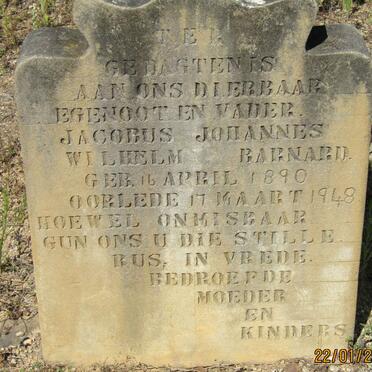 TER
GEDAGTENIS
AAN ONS DIERBAAR
EGENOOT EN VADER.
JACOBUS JOHANNES
WILHELM BARNARD.
GEB. 16 APRIL 1890
OORLEDE 17 MAART 1948
HOEWEL ONMISBAAR
GUN ONS U DIE STILLE.
RUS, IN VREDE.
BEDROEFDE
MOEDER
EN
KINDERS
22/01/2